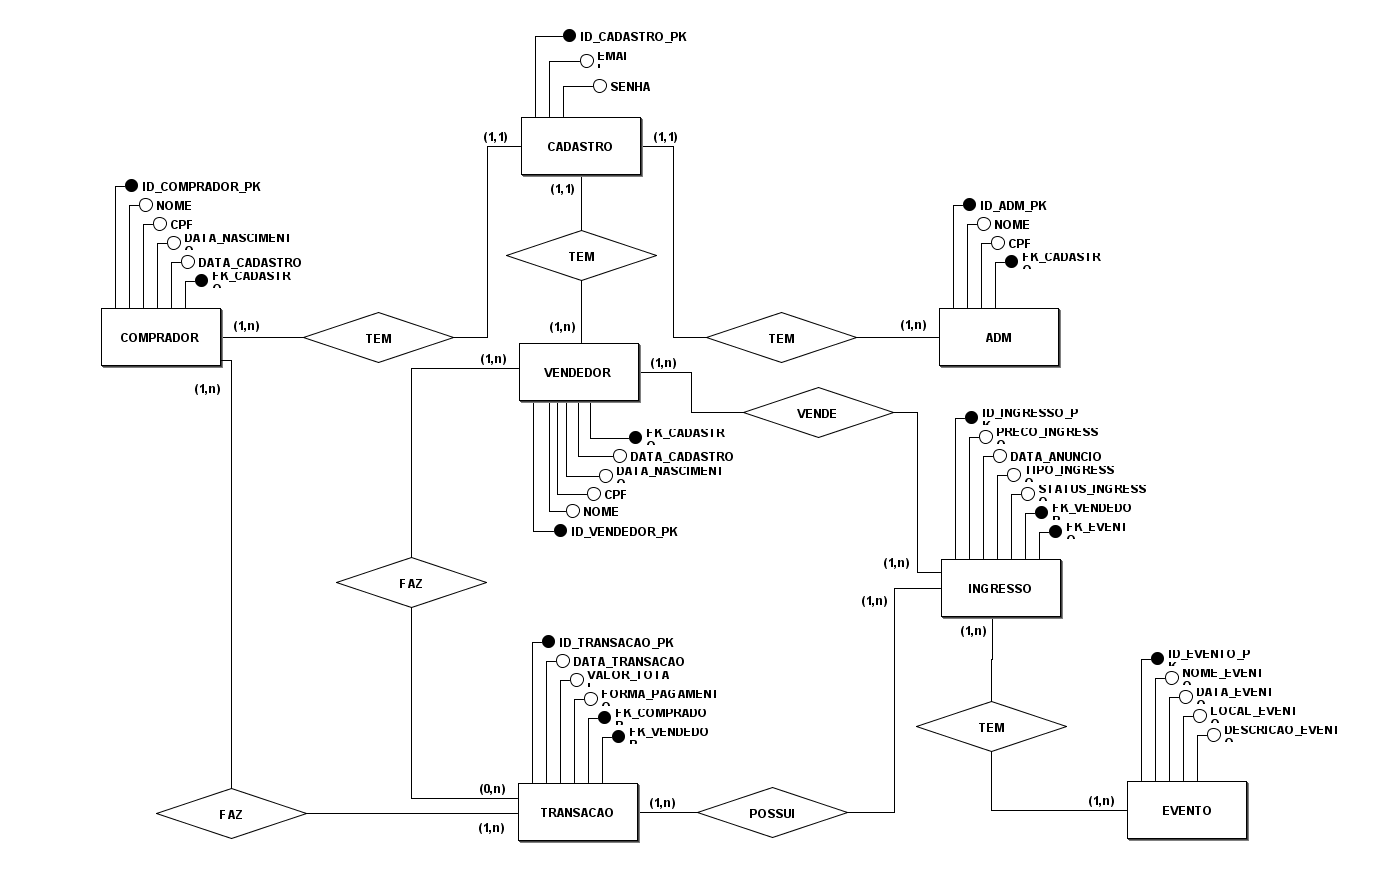 ID_CADASTRO_PK
EMAIL
SENHA
CADASTRO
(1,1)
(1,1)
(1,1)
ID_COMPRADOR_PK
NOME
CPF
DATA_NASCIMENTO
DATA_CADASTRO
FK_CADASTRO
COMPRADOR
(1,n)
(1,n)
TEM
TEM
(1,n)
TEM
(1,n)
ID_ADM_PK
NOME
CPF
FK_CADASTRO
ADM
(1,n)
VENDEDOR
(1,n)
VENDE
FK_CADASTRO
DATA_CADASTRO
DATA_NASCIMENTO
CPF
NOME
ID_VENDEDOR_PK
ID_INGRESSO_PK
PRECO_INGRESSO
DATA_ANUNCIO
TIPO_INGRESSO
STATUS_INGRESSO
FK_VENDEDOR
FK_EVENTO
(1,n)
INGRESSO
(1,n)
(1,n)
FAZ
ID_TRANSACAO_PK
DATA_TRANSACAO
VALOR_TOTAL
FORMA_PAGAMENTO
FK_COMPRADOR
FK_VENDEDOR
(0,n)
TRANSACAO
(1,n)
(1,n)
FAZ
POSSUI
TEM
ID_EVENTO_PK
NOME_EVENTO
DATA_EVENTO
LOCAL_EVENTO
DESCRICAO_EVENTO
(1,n)
EVENTO